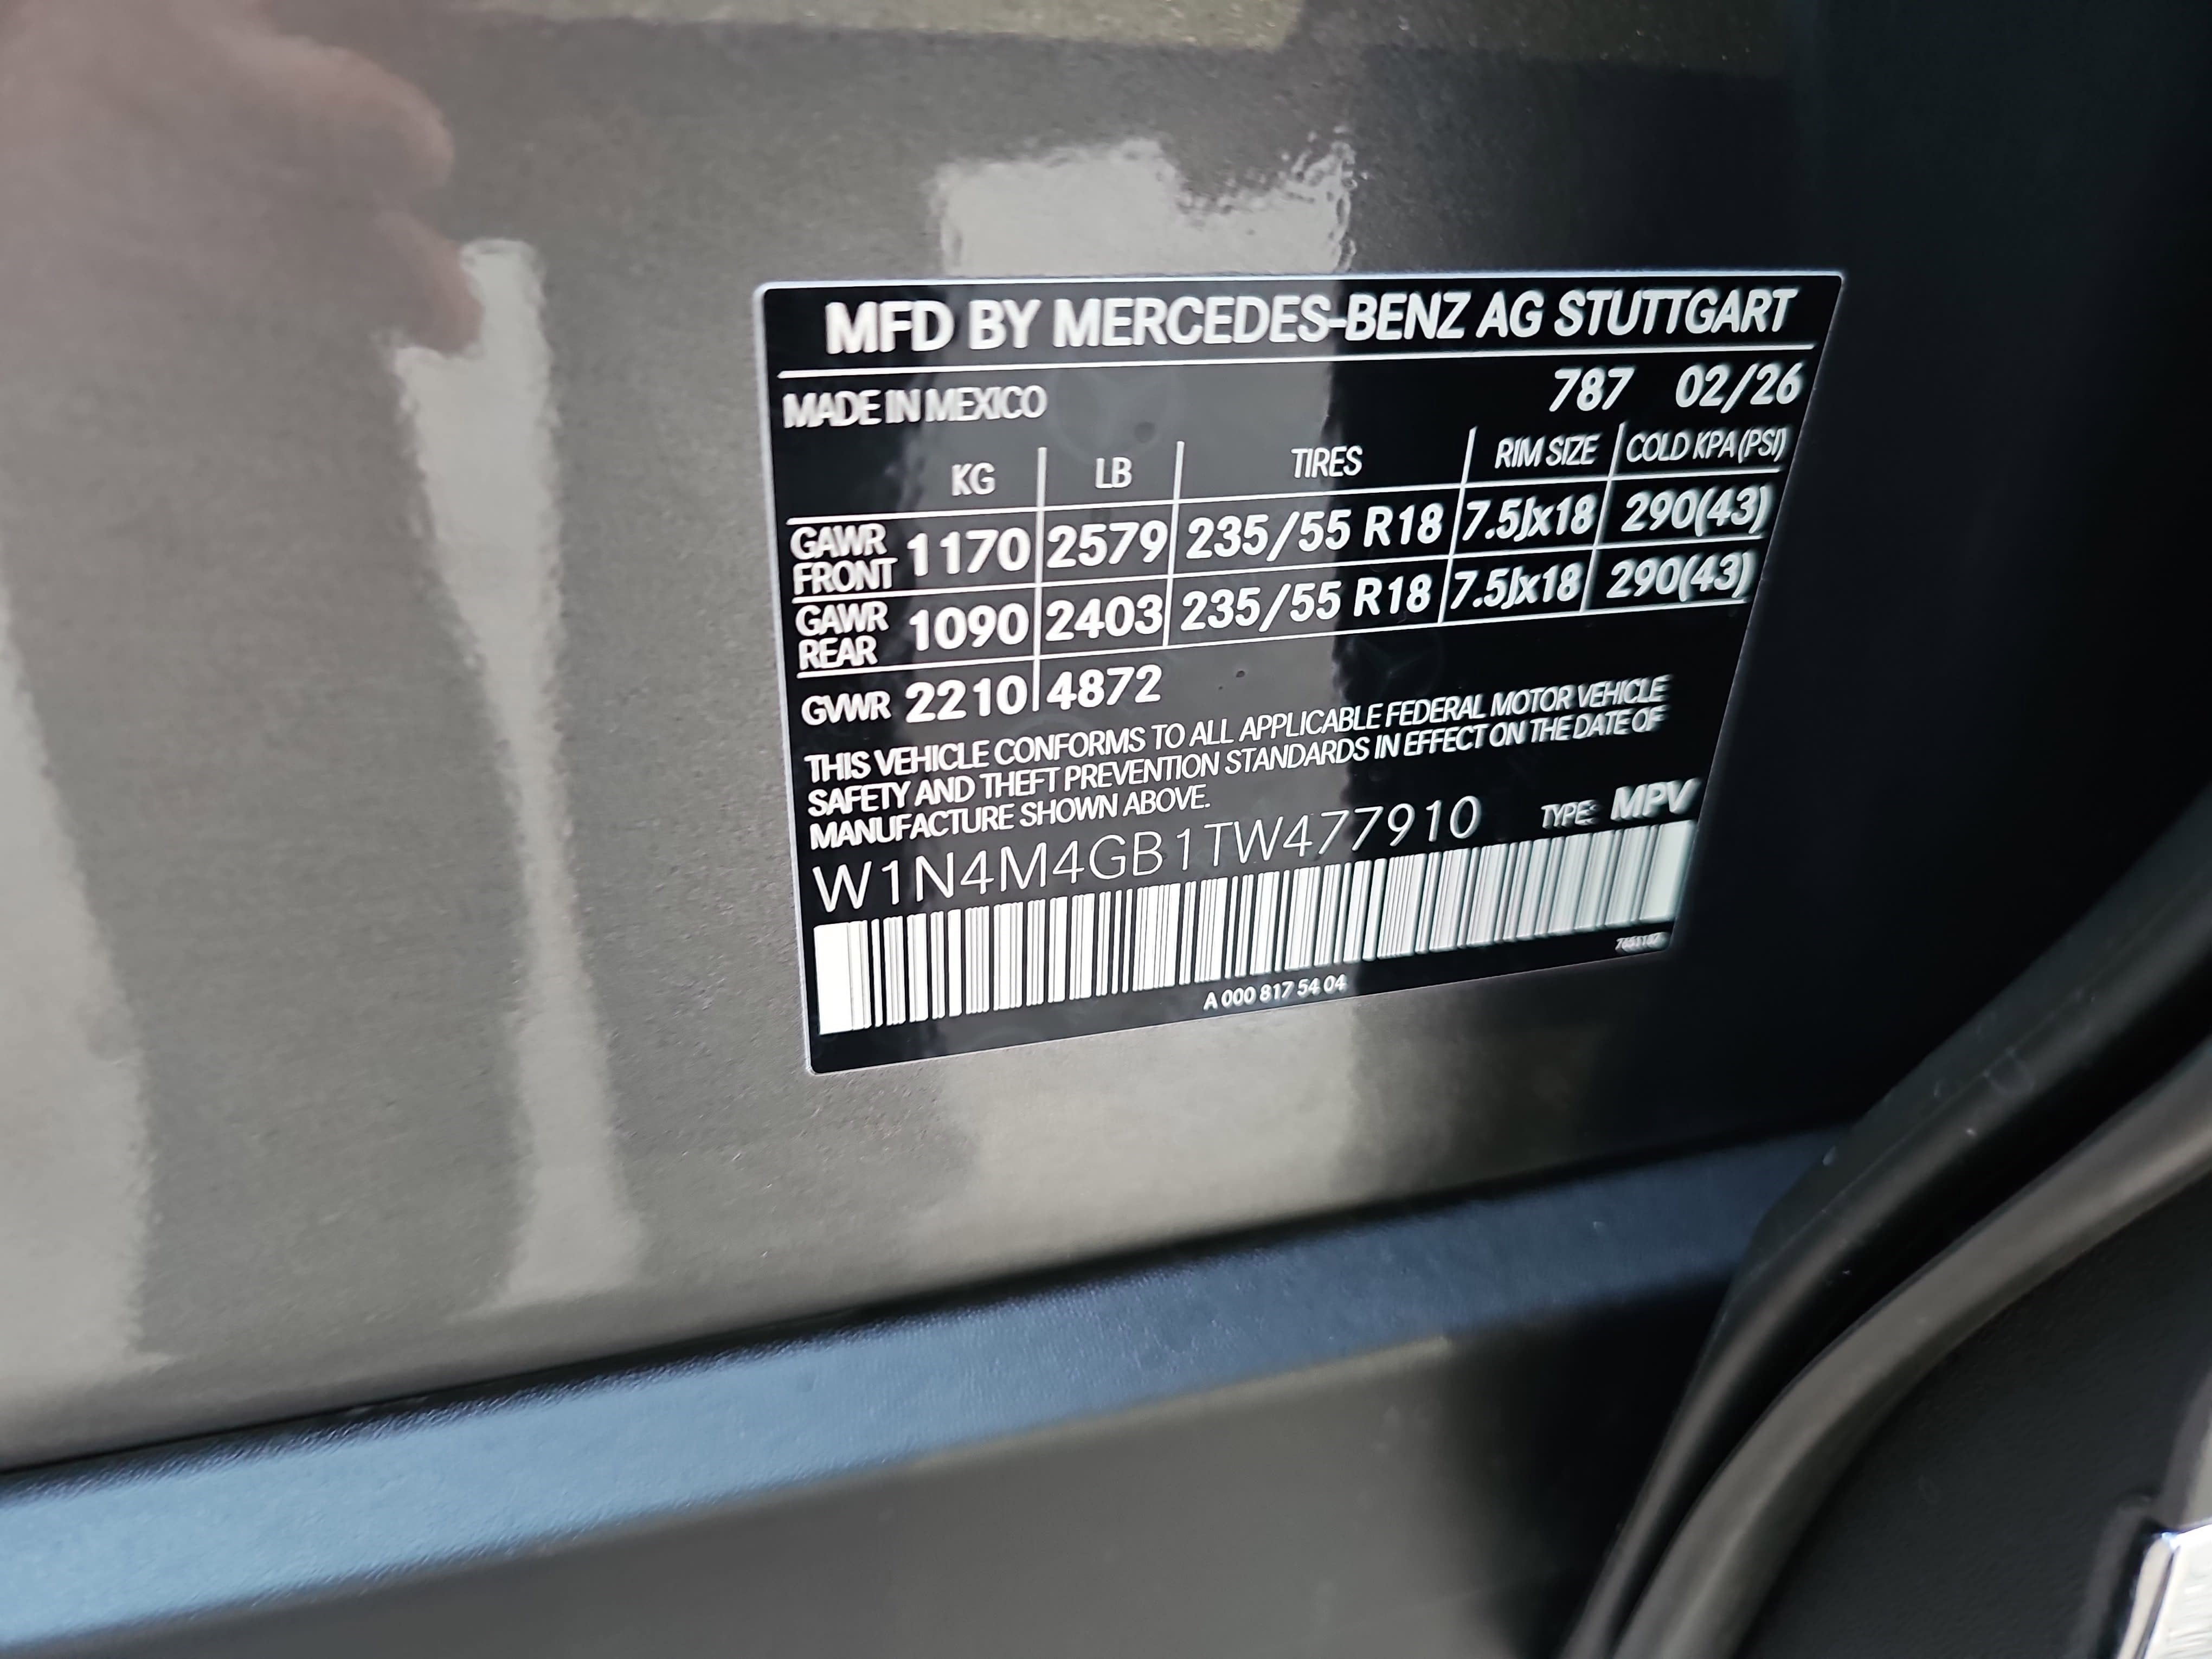 MFD BY MERCEDES-BENZ AG STUTTGART
MADE IN MEXICO 787 02/26
KG LB TIRES RIM SIZE COLD KPA (PSI)
GAWR FRONT 1170 2579 235/55 R18 7.5Jx18 290(43)
GAWR REAR 1090 2403 235/55 R18 7.5Jx18 290(43)
GVWR 2210 4872
THIS VEHICLE CONFORMS TO ALL APPLICABLE FEDERAL MOTOR VEHICLE
SAFETY AND THEFT PREVENTION STANDARDS IN EFFECT ON THE DATE OF
MANUFACTURE SHOWN ABOVE.
W1N4M4GB1TW477910 TYPE: MPV
A 000 817 54 04